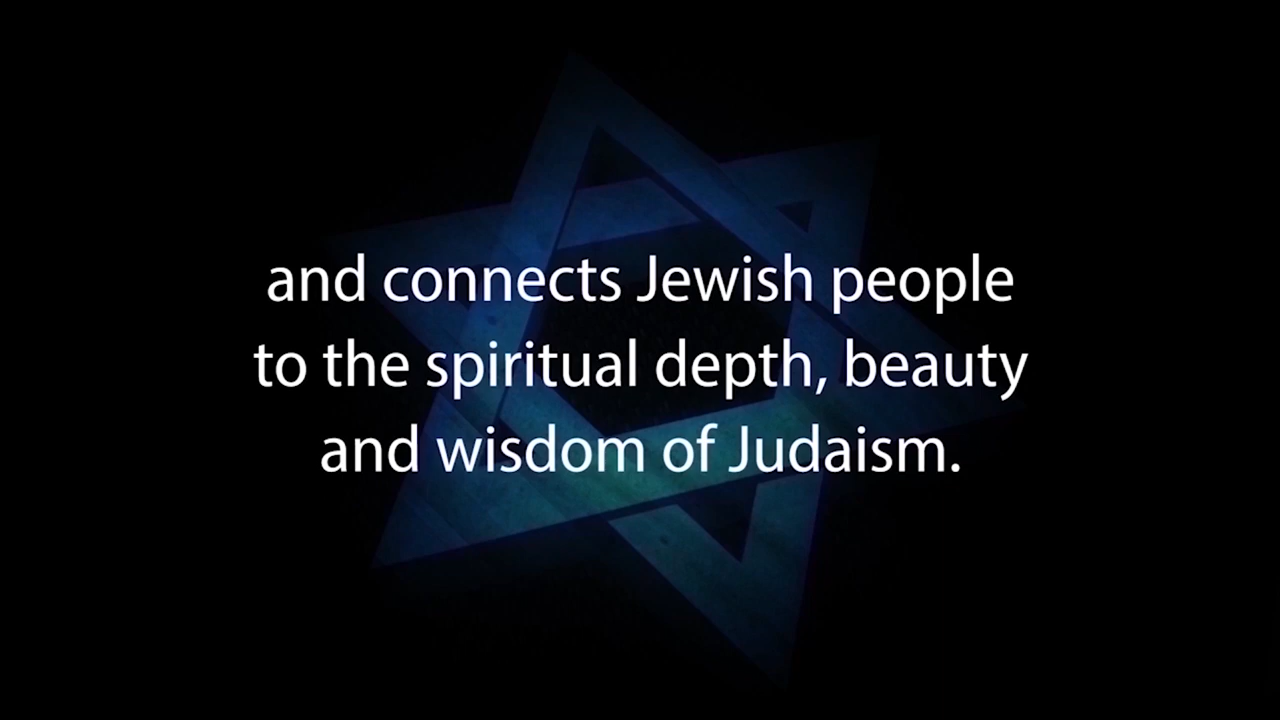 and connects Jewish people
to the spiritual depth, beauty
and wisdom of Judaism.